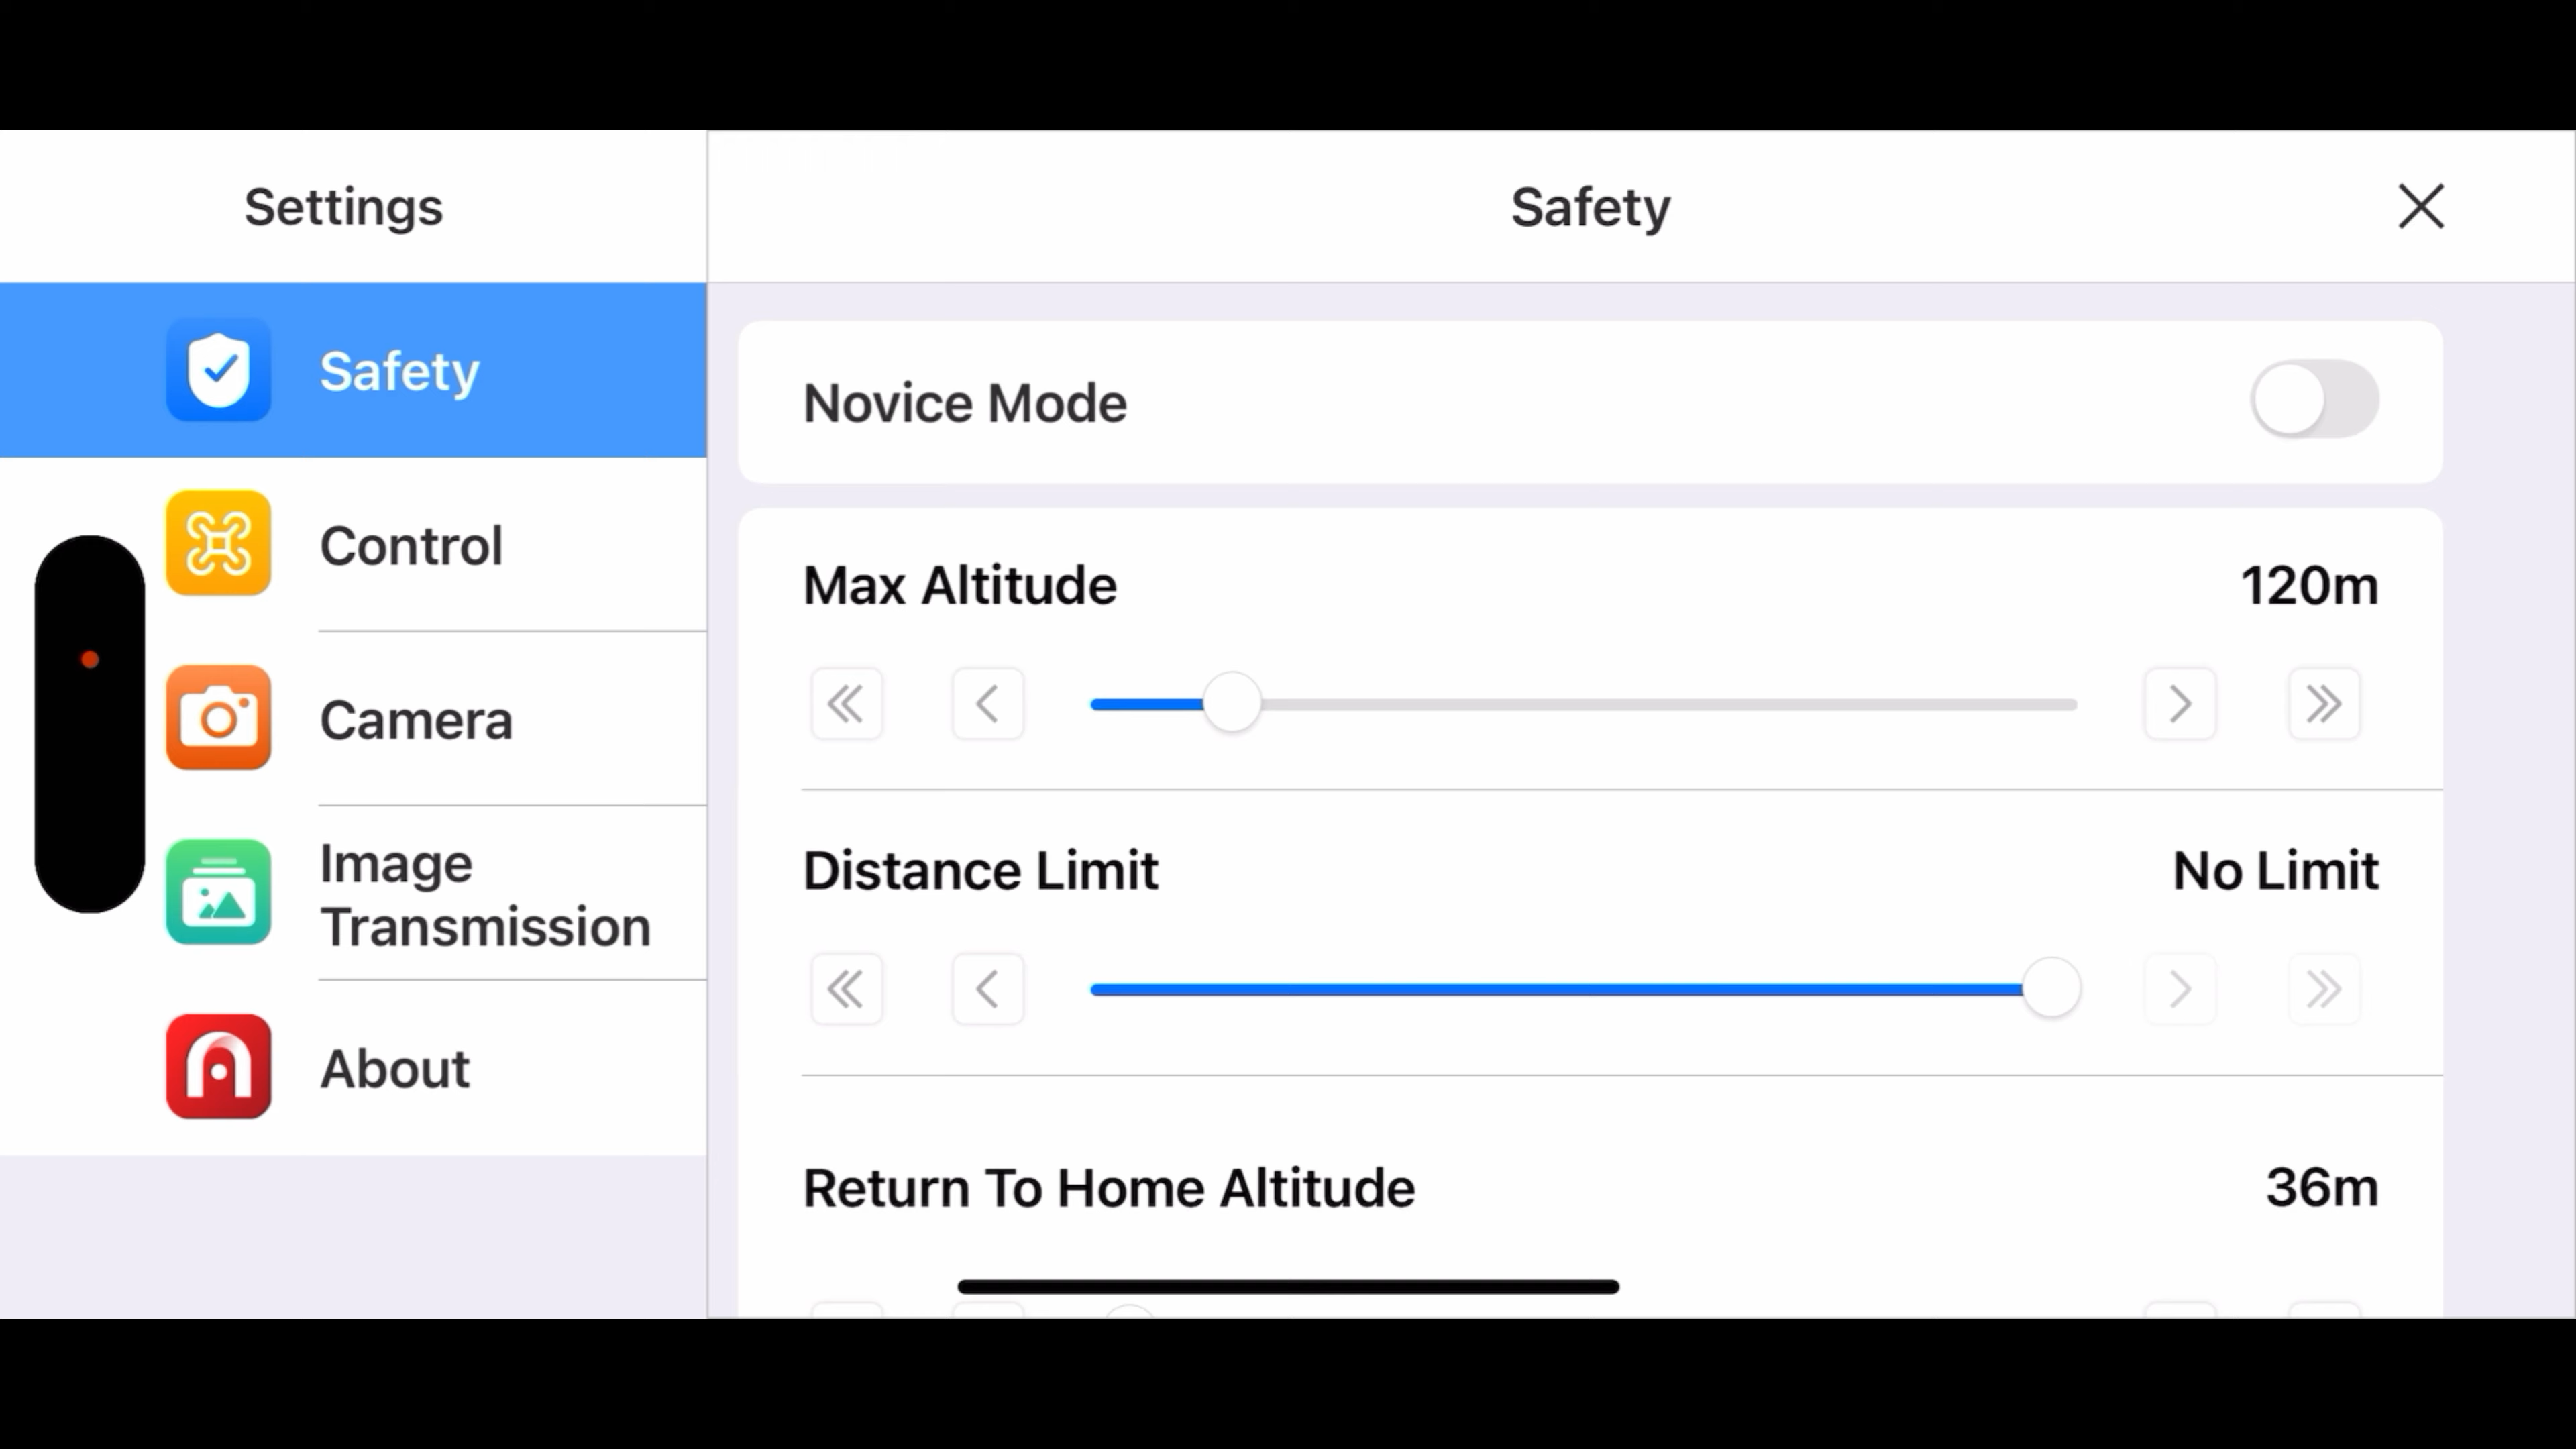 Settings
Safety
Safety
Control
Camera
Image
Transmission
About
Novice Mode
Max Altitude
120m
Distance Limit
No Limit
Return To Home Altitude
36m